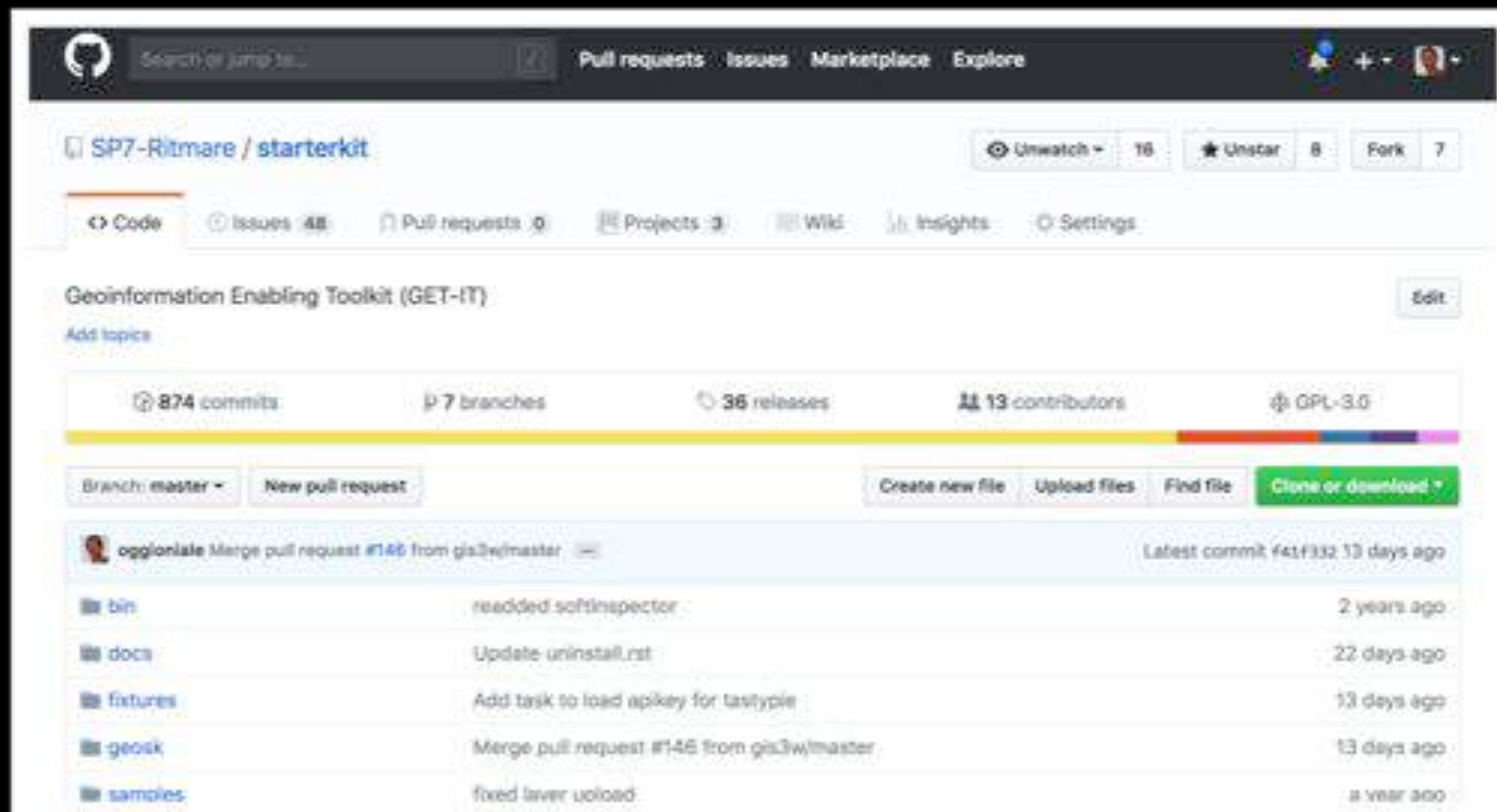 Search or jump to... /
Pull requests Issues Marketplace Explore
SP7-Ritmare / starterkit
Unwatch 16 Unstar 8 Fork 7
Code Issues 48 Pull requests 0 Projects 3 Wiki Insights Settings
Geoinformation Enabling Toolkit (GET-IT) Edit
Add topics
874 commits 7 branches 36 releases 13 contributors GPL-3.0
Branch: master New pull request Create new file Upload files Find file Clone or download
oggioniale Merge pull request #146 from gis3w/master Latest commit f41f332 13 days ago
bin readded softinspector 2 years ago
docs Update uninstall.rst 22 days ago
fixtures Add task to load apikey for tastypie 13 days ago
geosk Merge pull request #146 from gis3w/master 13 days ago
samples fixed layer upload a year ago